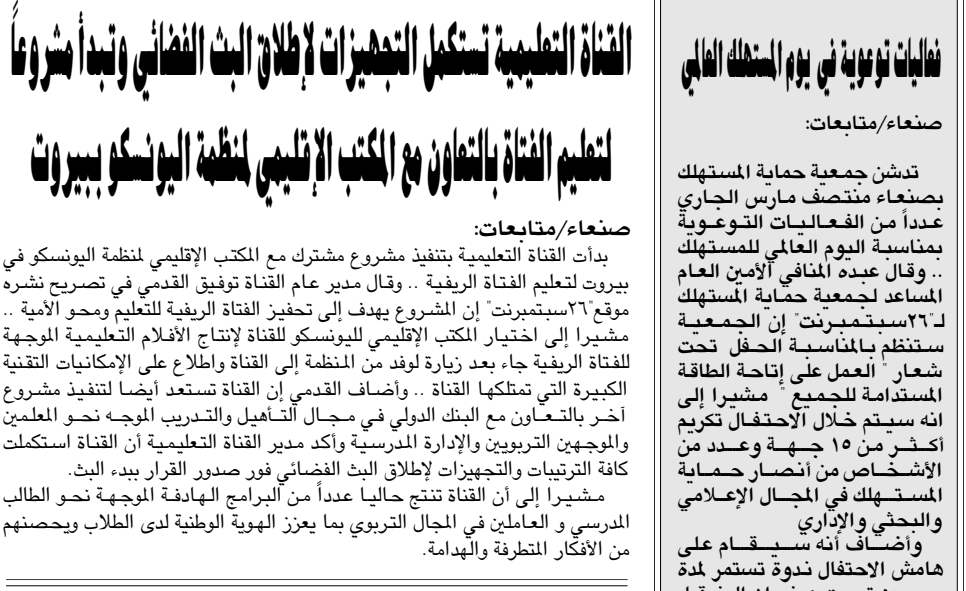 فعاليات توعوية في يوم المستهلك العالمي
صنعاء/متابعات:
تدشن جمعية حماية المستهلك
بصنعاء منتصف مارس الجاري
عدداً من الفعاليات التوعوية
بمناسبة اليوم العالمي للمستهلك
.. وقال عبده المنافي الأمين العام
المساعد لجمعية حماية المستهلك
لـ"٢٦سبتمبرنت" إن الجمعية
ستنظم بالمناسبة الحفل تحت
شعار " العمل على إتاحة الطاقة
المستدامة للجميع " مشيرا إلى
انه سيتم خلال الاحتفال تكريم
أكثر من ١٥ جهة وعدد من
الأشخاص من أنصار حماية
المستهلك في المجال الإعلامي
والبحثي والإداري
وأضاف أنه سيقام على
هامش الاحتفال ندوة تستمر لمدة
القناة التعليمية تستكمل التجهيزات لإطلاق البث الفضائي وتبدأ مشروعاً
لتعليم الفتاة بالتعاون مع المكتب الإقليمي لمنظمة اليونسكو ببيروت
صنعاء/متابعات:
بدأت القناة التعليمية بتنفيذ مشروع مشترك مع المكتب الإقليمي لمنظمة اليونسكو في
بيروت لتعليم الفتاة الريفية .. وقال مدير عام القناة توفيق القدمي في تصريح نشره
موقع"٢٦سبتمبرنت" إن المشروع يهدف إلى تحفيز الفتاة الريفية للتعليم ومحو الأمية ..
مشيرا إلى اختيار المكتب الإقليمي لليونسكو للقناة لإنتاج الأفلام التعليمية الموجهة
للفتاة الريفية جاء بعد زيارة لوفد من المنظمة إلى القناة واطلاع على الإمكانيات التقنية
الكبيرة التي تمتلكها القناة .. وأضاف القدمي إن القناة تستعد أيضا لتنفيذ مشروع
آخر بالتعاون مع البنك الدولي في مجال التأهيل والتدريب الموجه نحو المعلمين
والموجهين التربويين والإدارة المدرسية وأكد مدير القناة التعليمية أن القناة استكملت
كافة الترتيبات والتجهيزات لإطلاق البث الفضائي فور صدور القرار ببدء البث.
مشيرا إلى أن القناة تنتج حاليا عدداً من البرامج الهادفة الموجهة نحو الطالب
المدرسي و العاملين في المجال التربوي بما يعزز الهوية الوطنية لدى الطلاب ويحصنهم
من الأفكار المتطرفة والهدامة.